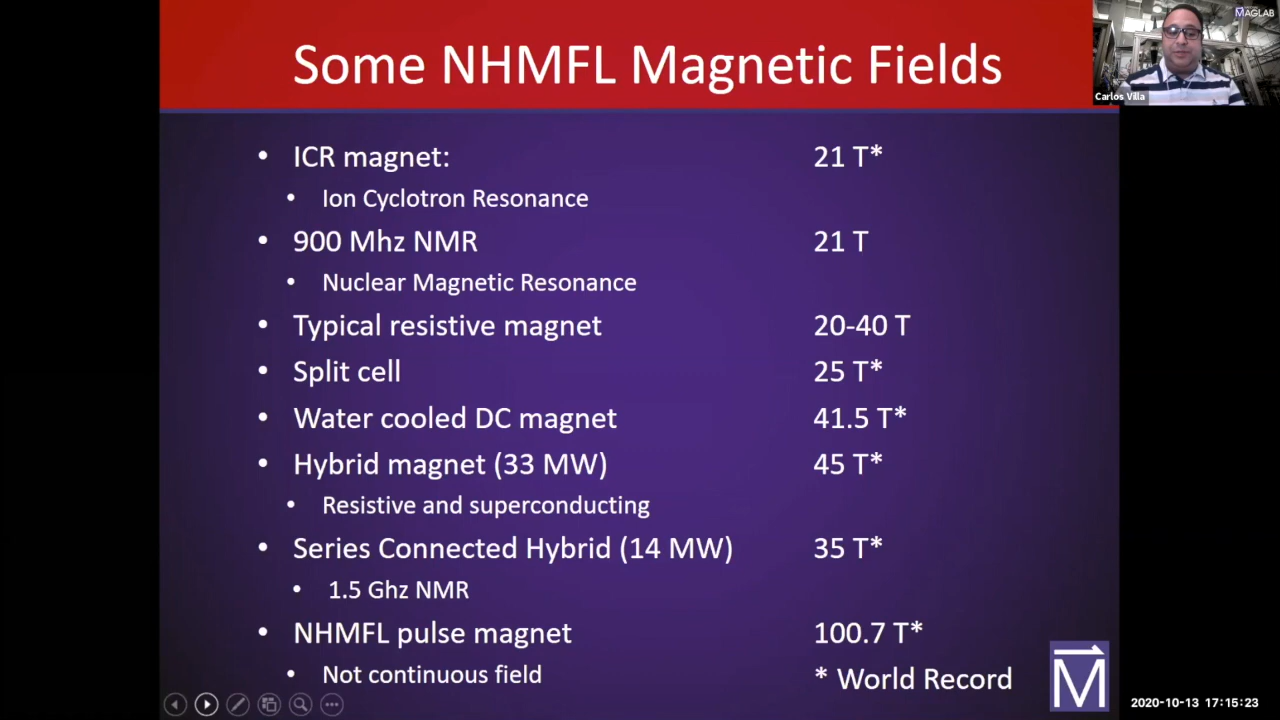 Some NHMFL Magnetic Fields
MAGLAB
Carlos Villa
• ICR magnet: 21 T*
• Ion Cyclotron Resonance
• 900 Mhz NMR 21 T
• Nuclear Magnetic Resonance
• Typical resistive magnet 20-40 T
• Split cell 25 T*
• Water cooled DC magnet 41.5 T*
• Hybrid magnet (33 MW) 45 T*
• Resistive and superconducting
• Series Connected Hybrid (14 MW) 35 T*
• 1.5 Ghz NMR
• NHMFL pulse magnet 100.7 T*
• Not continuous field * World Record
M
2020-10-13 17:15:23